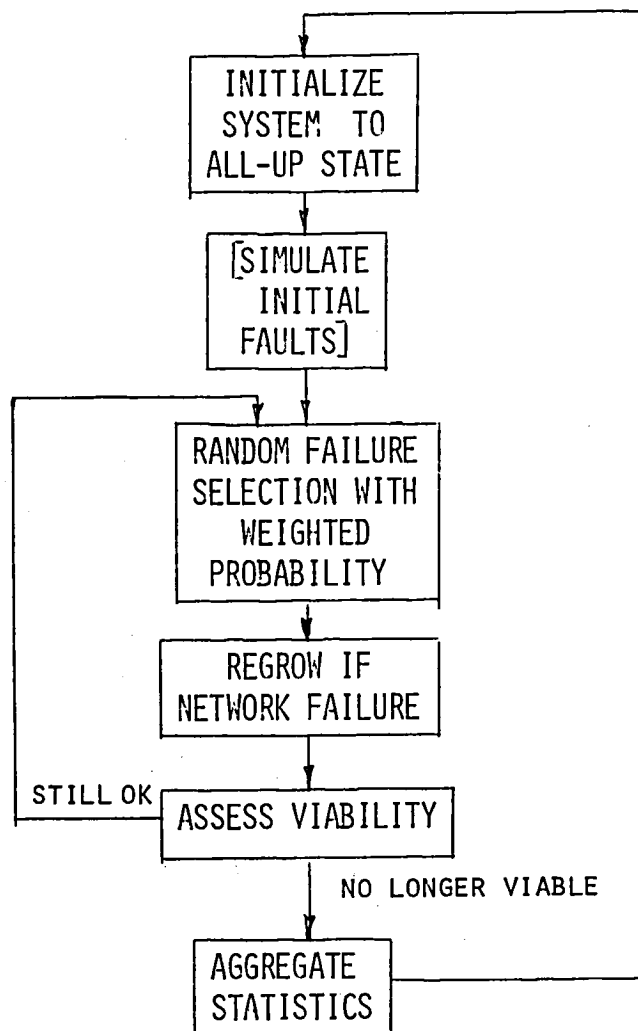 INITIALIZE
SYSTEM TO
ALL-UP STATE
[SIMULATE
INITIAL
FAULTS]
RANDOM FAILURE
SELECTION WITH
WEIGHTED
PROBABILITY
REGROW IF
NETWORK FAILURE
STILL OK
ASSESS VIABILITY
NO LONGER VIABLE
AGGREGATE
STATISTICS